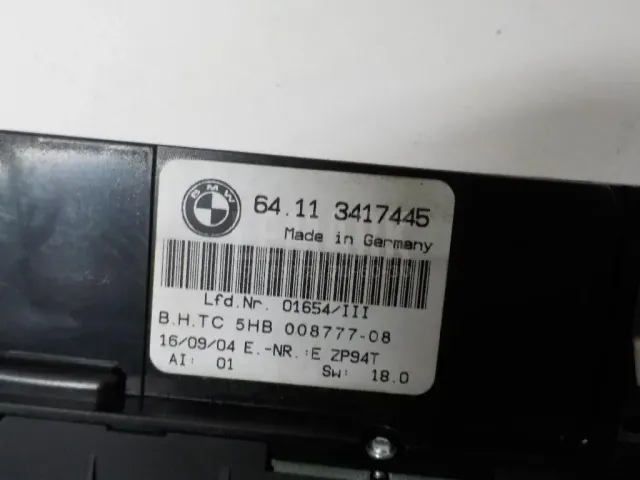 BMW
64.11 3417445
Made in Germany
Lfd.Nr. 01654/III
B.H.TC 5HB 008777-08
16/09/04 E.-NR.:E ZP94T
AI: 01 Sw: 18.0